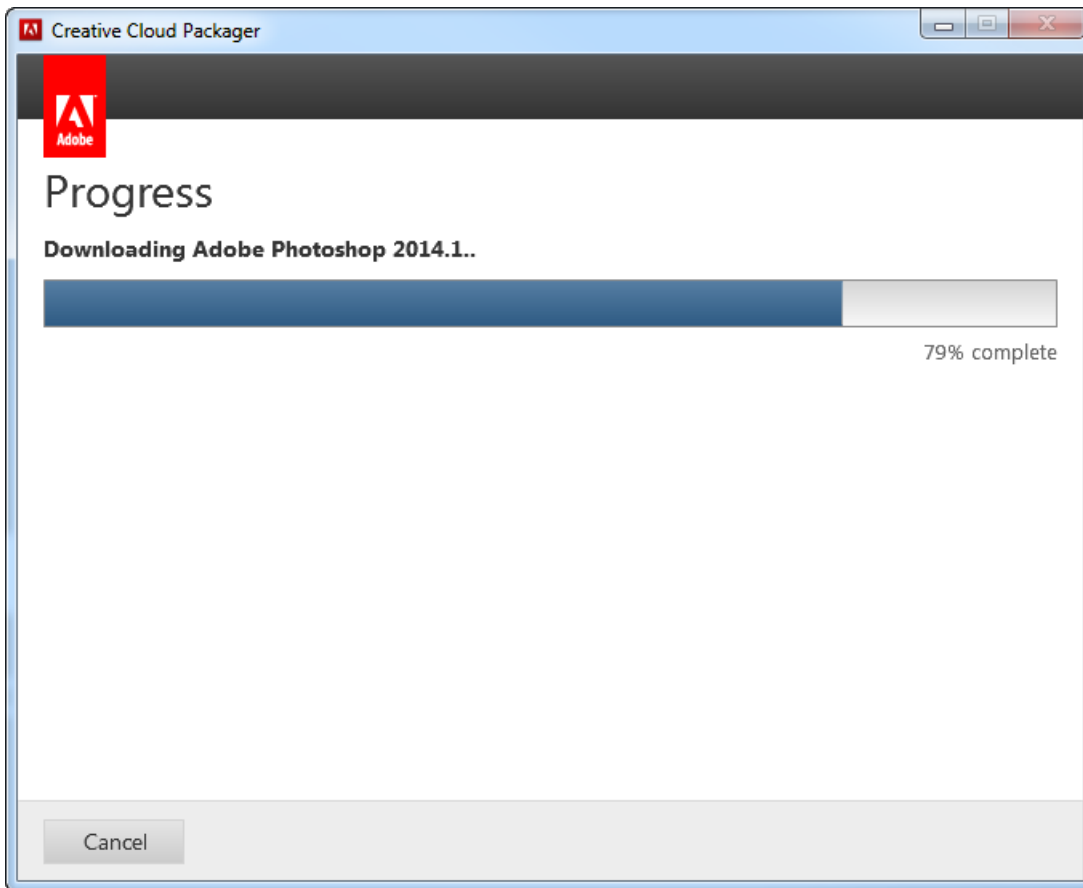 Creative Cloud Packager
Adobe
Progress
Downloading Adobe Photoshop 2014.1..
79% complete
Cancel